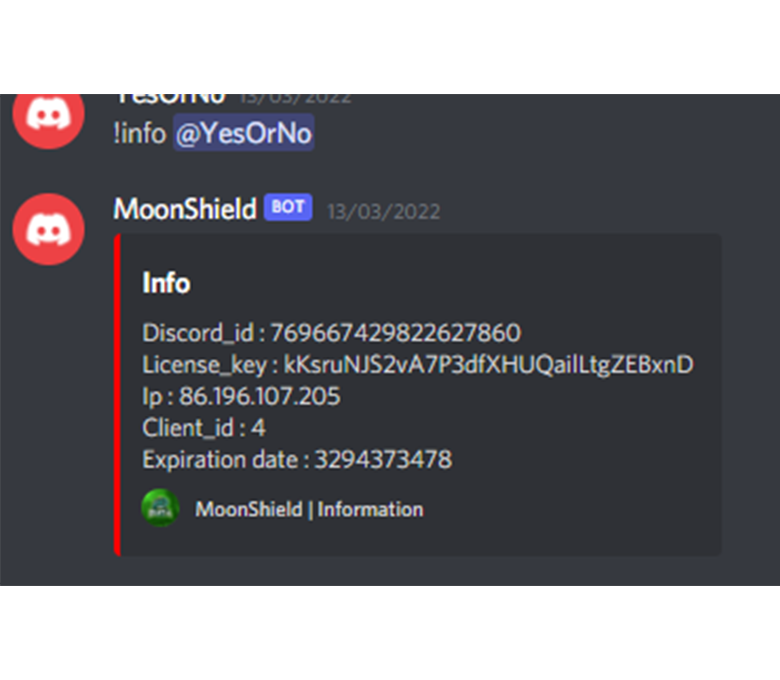 YesOrNo 13/03/2022
!info @YesOrNo
MoonShield BOT 13/03/2022
Info
Discord_id : 769667429822627860
License_key : kKsruNJS2vA7P3dfXHUQailLtgZEBxnD
Ip : 86.196.107.205
Client_id : 4
Expiration date : 3294373478
MoonShield | Information